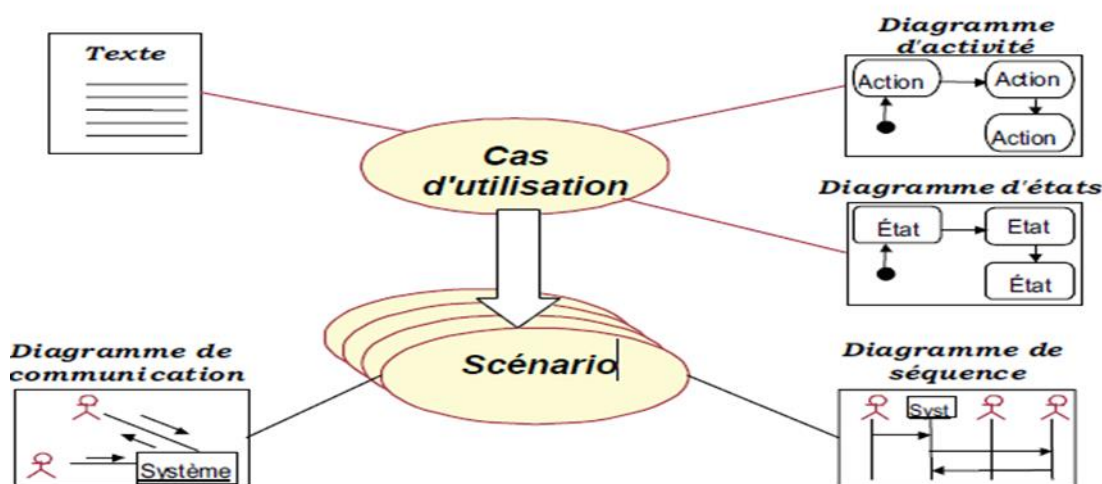 Texte
Diagramme
d'activité
Action
Action
Action
Cas
d'utilisation
Diagramme d'états
État
Etat
État
Scénario
Diagramme de
communication
Système
Diagramme de
séquence
Syst